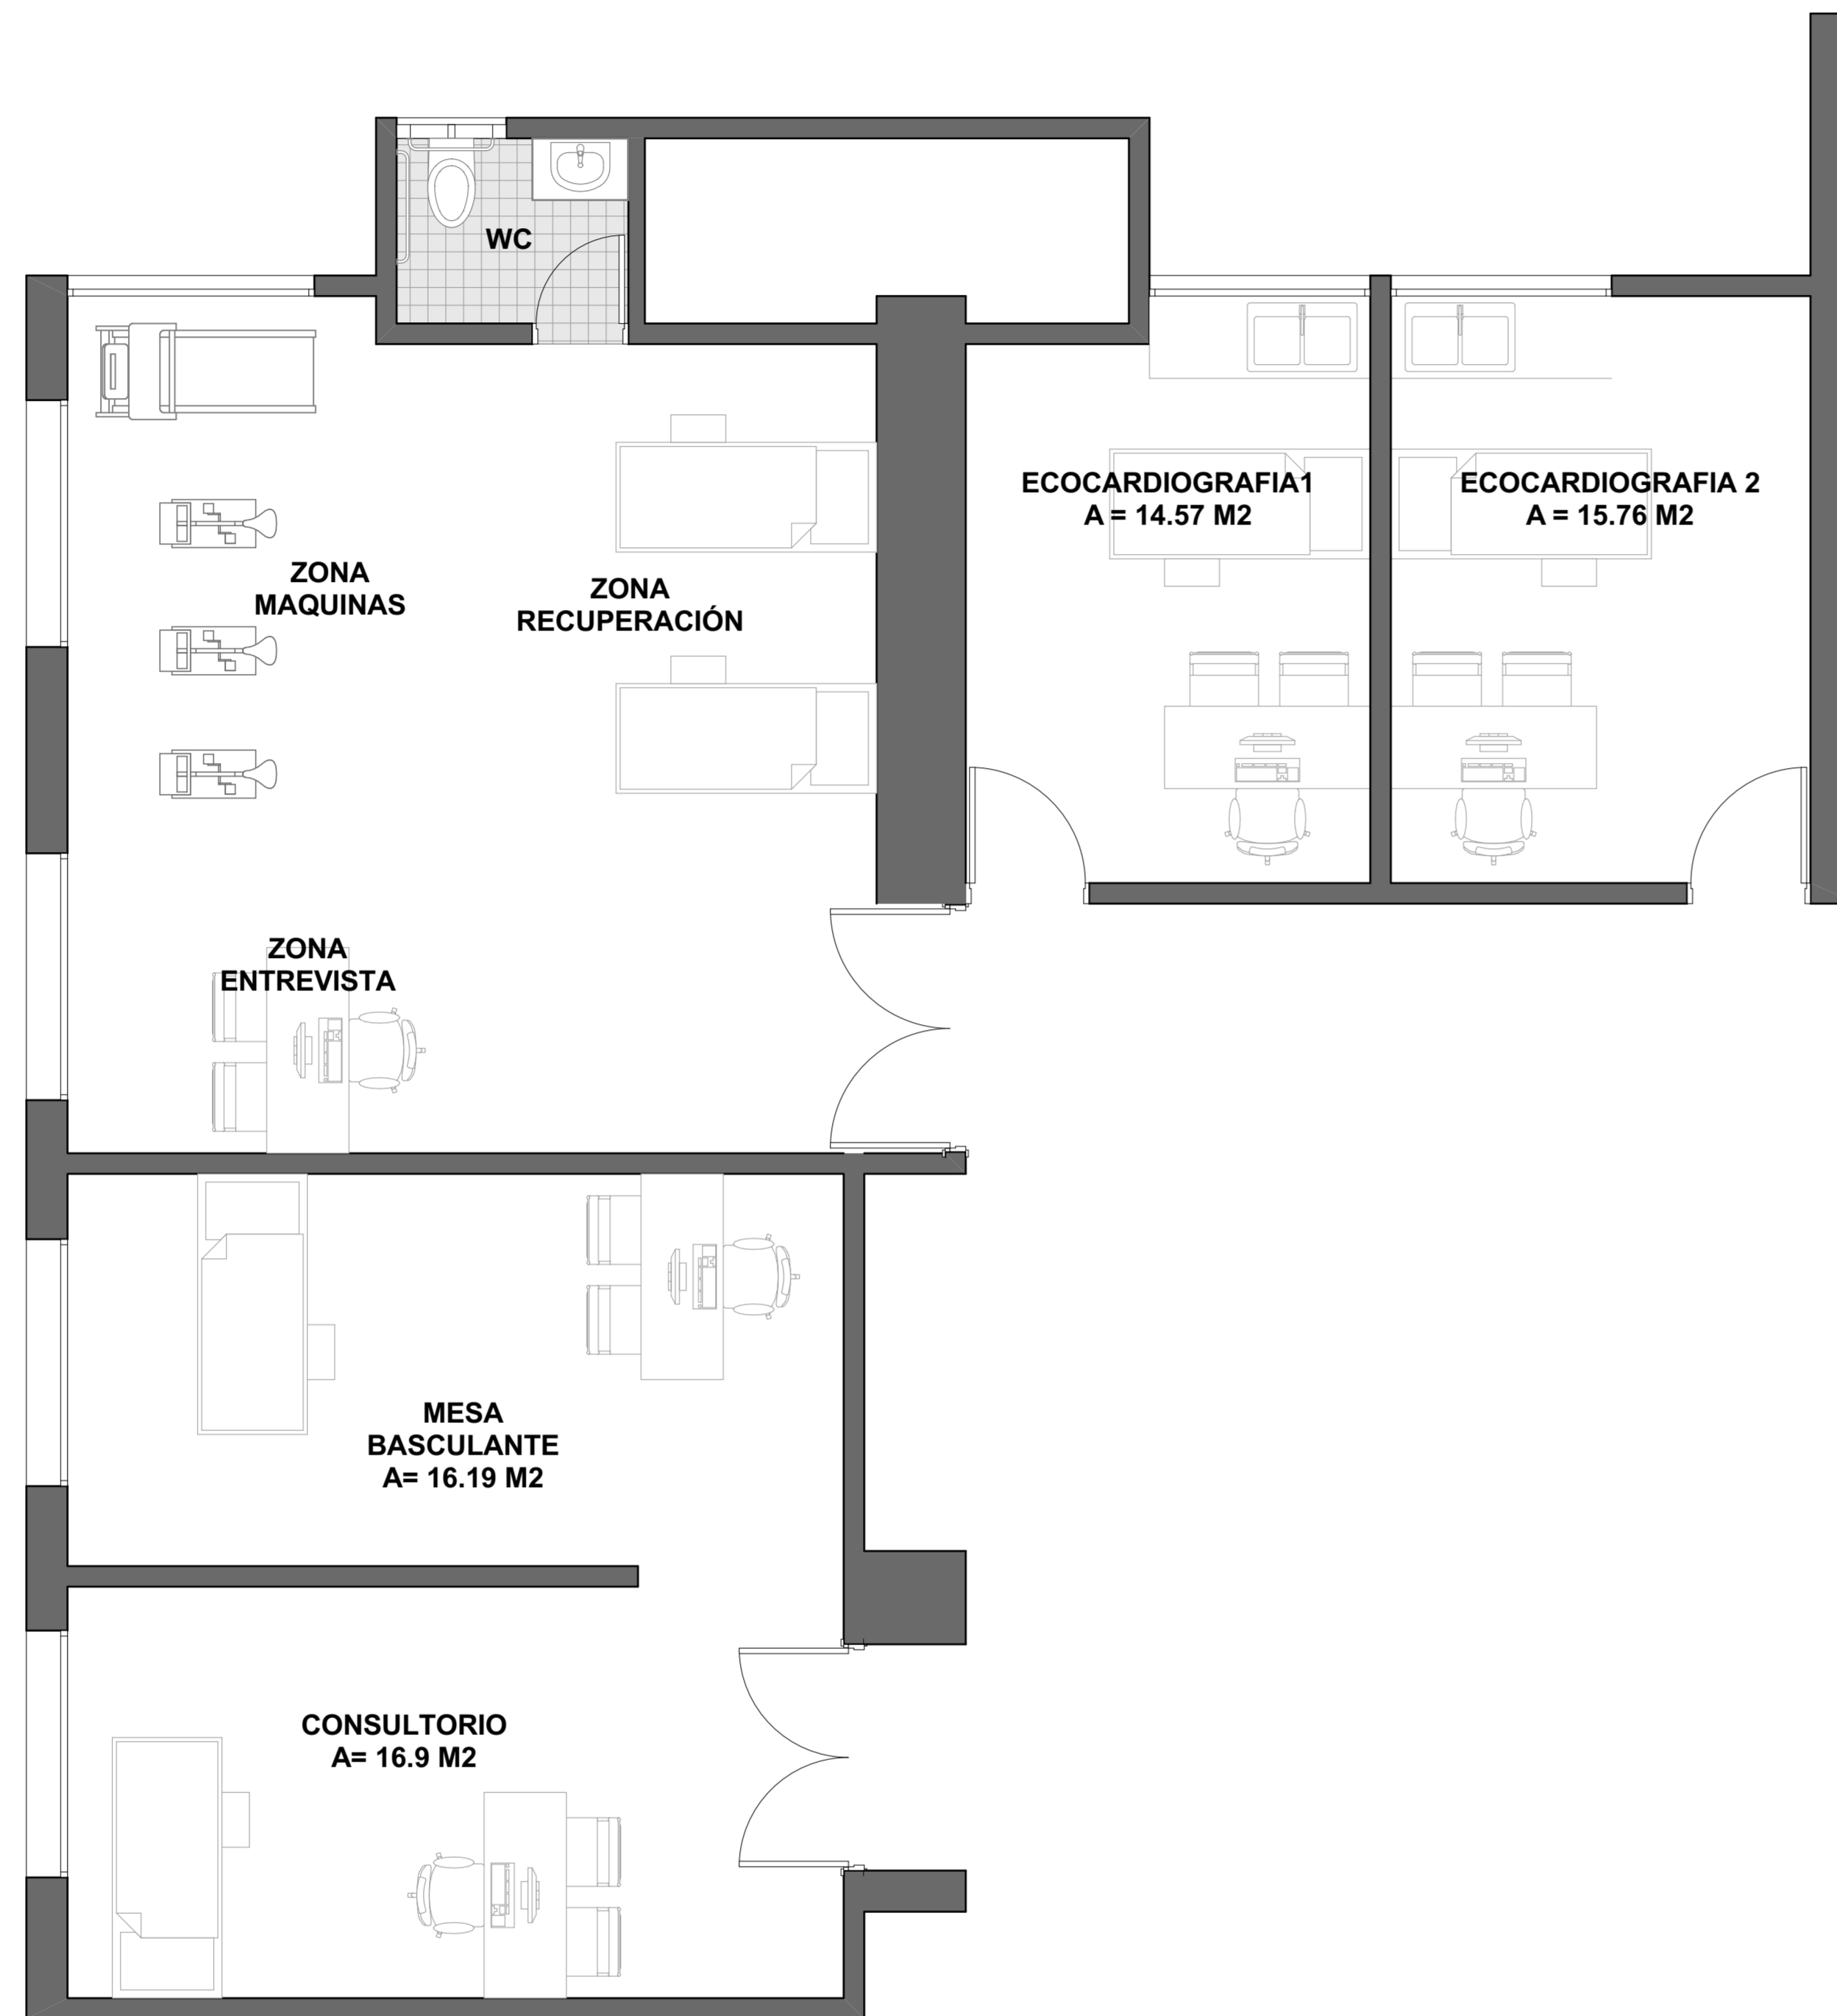 WC
ECOCARDIOGRAFIA1
A = 14.57 M2
ECOCARDIOGRAFIA 2
A = 15.76 M2
ZONA
MAQUINAS
ZONA
RECUPERACIÓN
ZONA
ENTREVISTA
MESA
BASCULANTE
A= 16.19 M2
CONSULTORIO
A= 16.9 M2